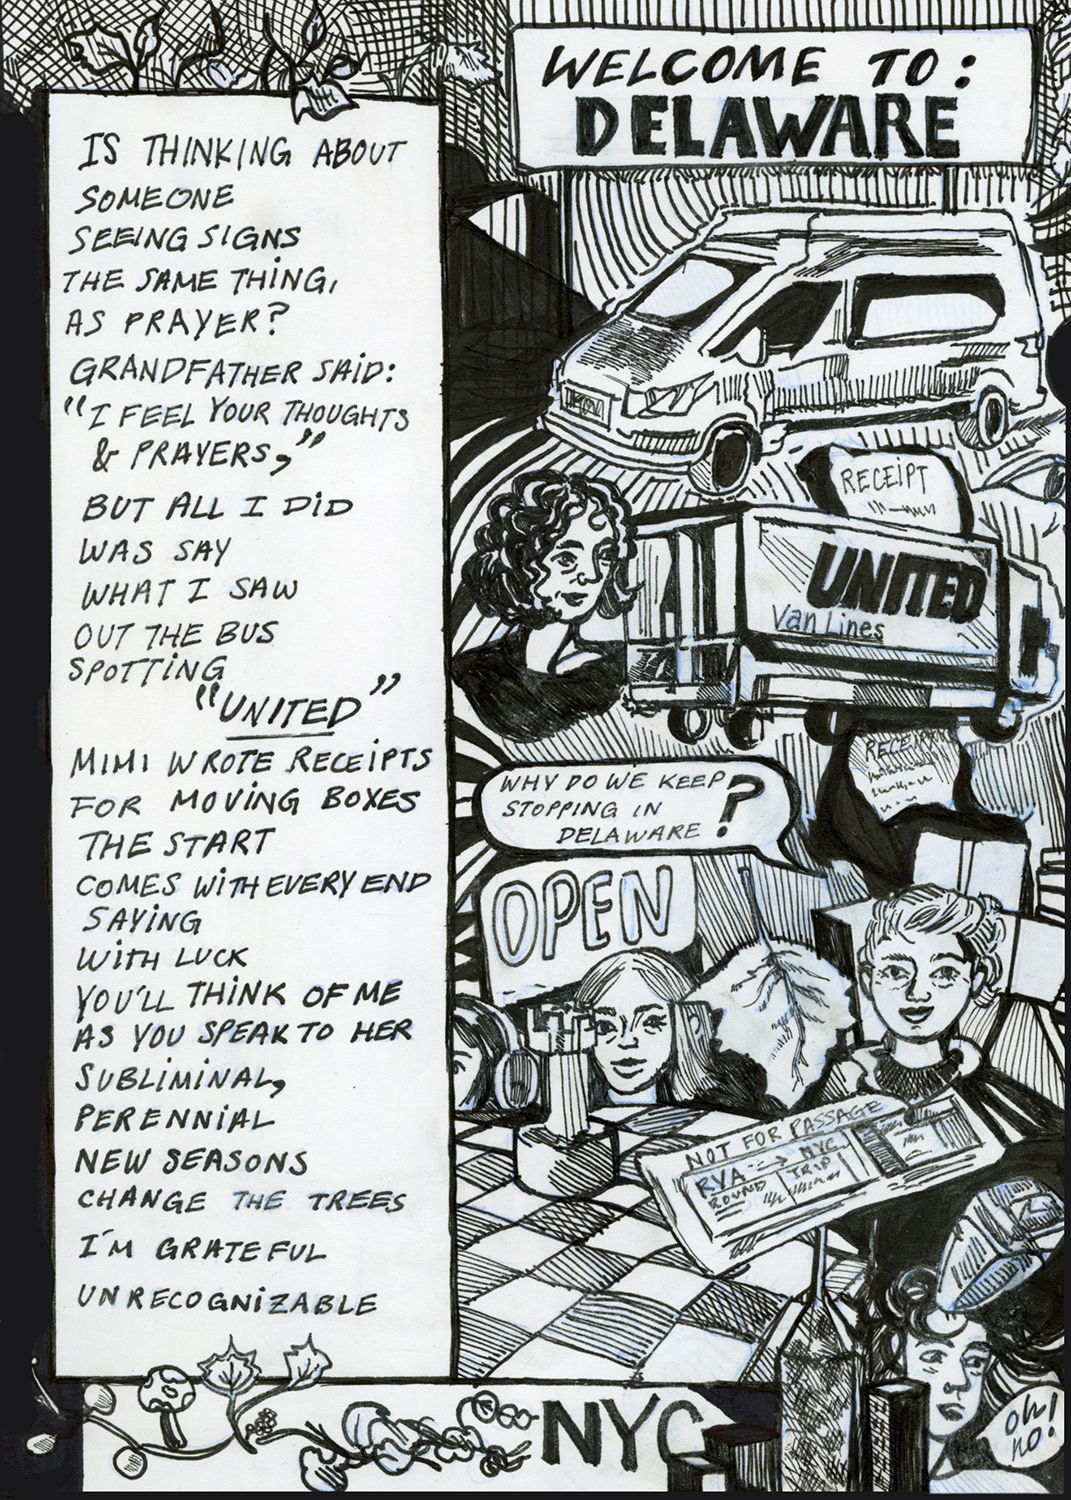 IS THINKING ABOUT
SOMEONE
SEEING SIGNS
THE SAME THING,
AS PRAYER?
GRANDFATHER SAID:
"I FEEL YOUR THOUGHTS
& PRAYERS,"
BUT ALL I DID
WAS SAY
WHAT I SAW
OUT THE BUS
SPOTTING
"UNITED"
MIMI WROTE RECEIPTS
FOR MOVING BOXES
THE START
COMES WITH EVERY END
SAYING
WITH LUCK
YOU'LL THINK OF ME
AS YOU SPEAK TO HER
SUBLIMINAL,
PERENNIAL
NEW SEASONS
CHANGE THE TREES
I'M GRATEFUL
UNRECOGNIZABLE
WELCOME TO:
DELAWARE
RECEIPT
UNITED
Van Lines
RECEIPT
WHY DO WE KEEP
STOPPING IN
DELAWARE?
OPEN
NOT FOR PASSAGE
RVA → NYC
ROUND TRIP
oh
no!
NYC